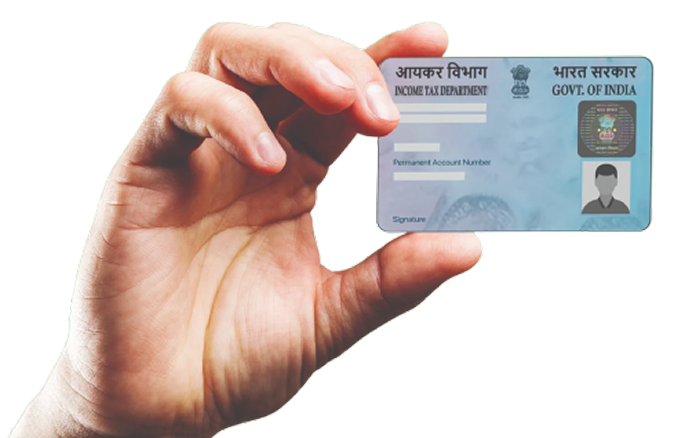 आयकर विभाग
INCOME TAX DEPARTMENT
भारत सरकार
GOVT. OF INDIA
Permanent Account Number
Signature